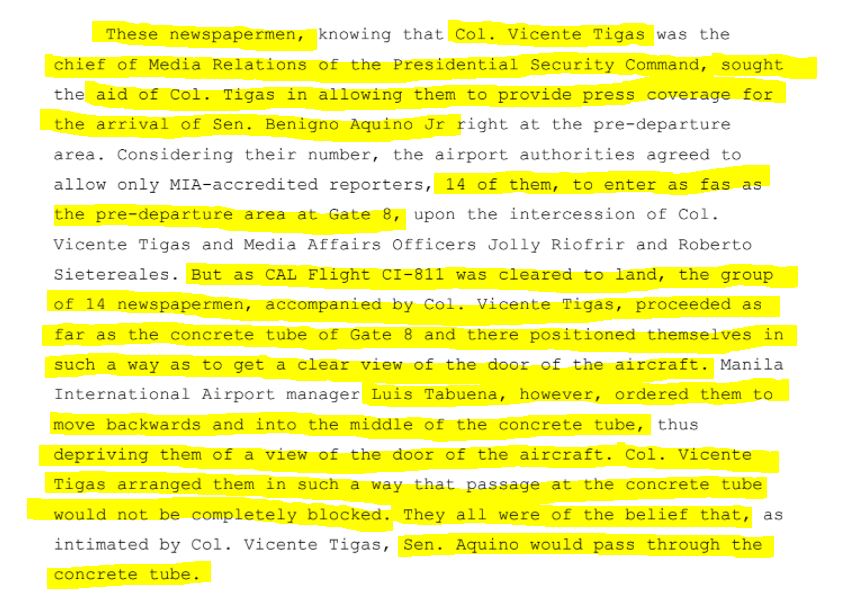 These newspapermen, knowing that Col. Vicente Tigas was the
chief of Media Relations of the Presidential Security Command, sought
the aid of Col. Tigas in allowing them to provide press coverage for
the arrival of Sen. Benigno Aquino Jr right at the pre-departure
area. Considering their number, the airport authorities agreed to
allow only MIA-accredited reporters, 14 of them, to enter as fas as
the pre-departure area at Gate 8, upon the intercession of Col.
Vicente Tigas and Media Affairs Officers Jolly Riofrir and Roberto
Sietereales. But as CAL Flight CI-811 was cleared to land, the group
of 14 newspapermen, accompanied by Col. Vicente Tigas, proceeded as
far as the concrete tube of Gate 8 and there positioned themselves in
such a way as to get a clear view of the door of the aircraft. Manila
International Airport manager Luis Tabuena, however, ordered them to
move backwards and into the middle of the concrete tube, thus
depriving them of a view of the door of the aircraft. Col. Vicente
Tigas arranged them in such a way that passage at the concrete tube
would not be completely blocked. They all were of the belief that, as
intimated by Col. Vicente Tigas, Sen. Aquino would pass through the
concrete tube.